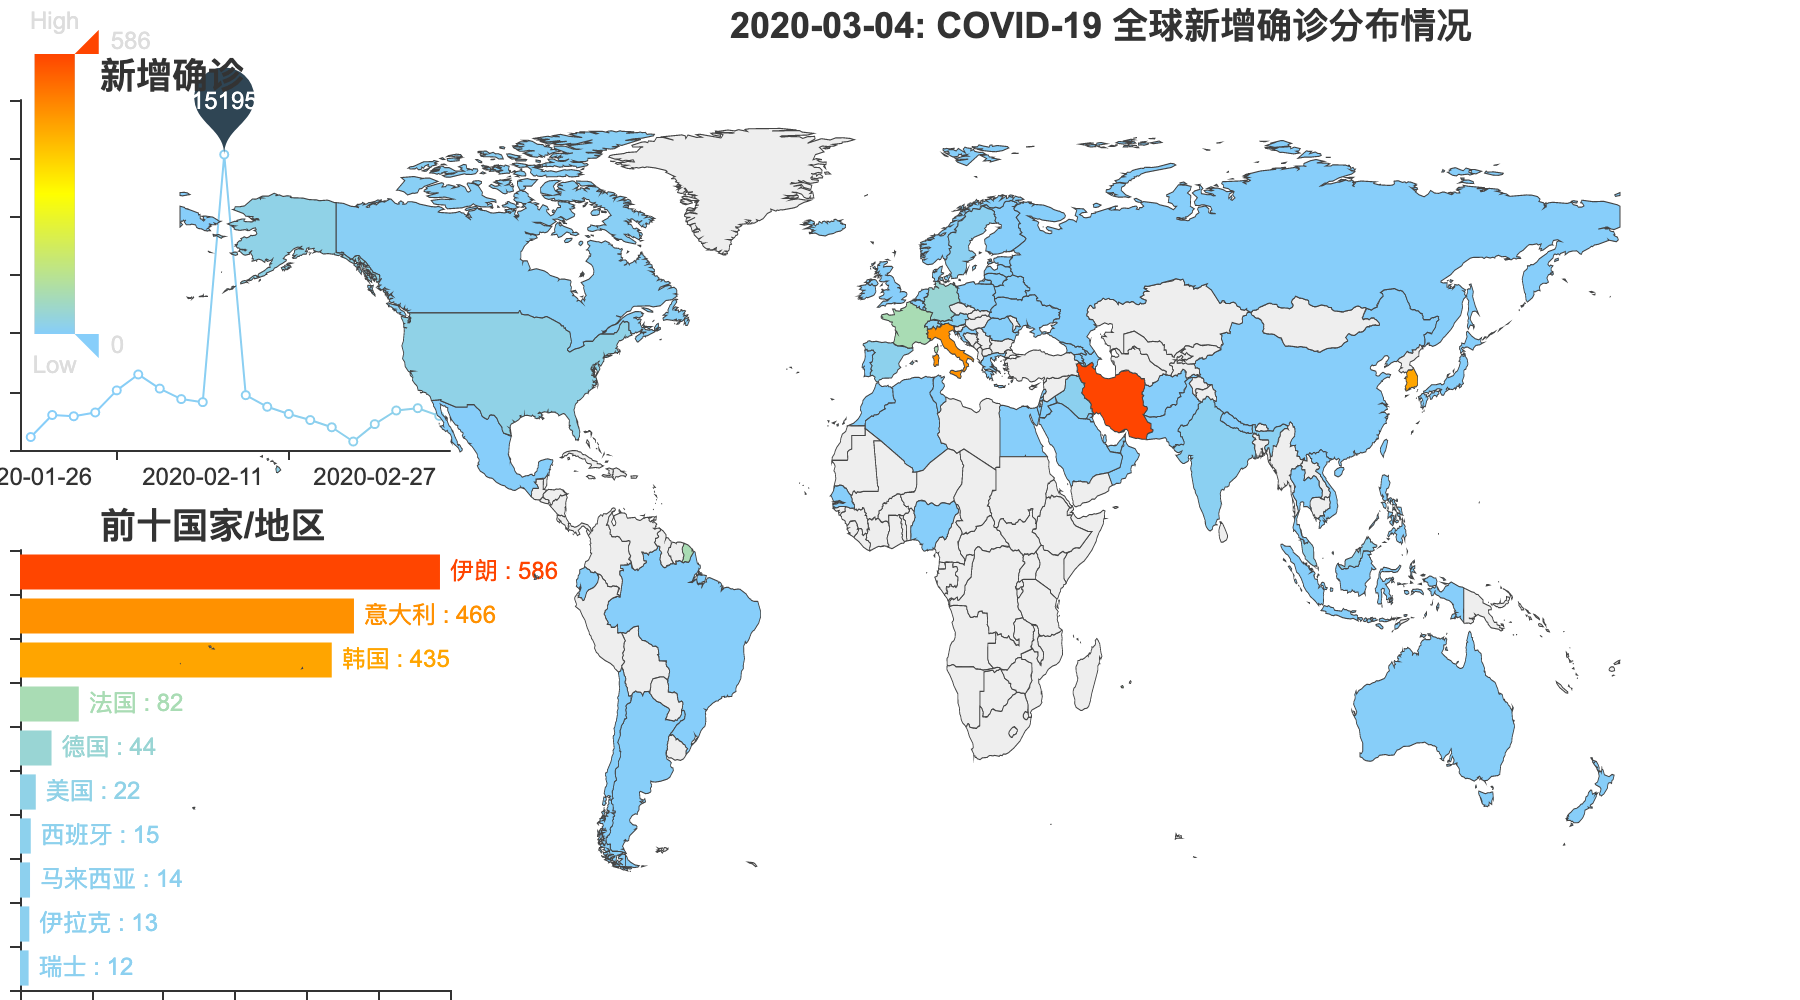 2020-03-04: COVID-19 全球新增确诊分布情况
High
586
新增确诊
15195
0
Low
20-01-26
2020-02-11
2020-02-27
前十国家/地区
伊朗 : 586
意大利 : 466
韩国 : 435
法国 : 82
德国 : 44
美国 : 22
西班牙 : 15
马来西亚 : 14
伊拉克 : 13
瑞士 : 12